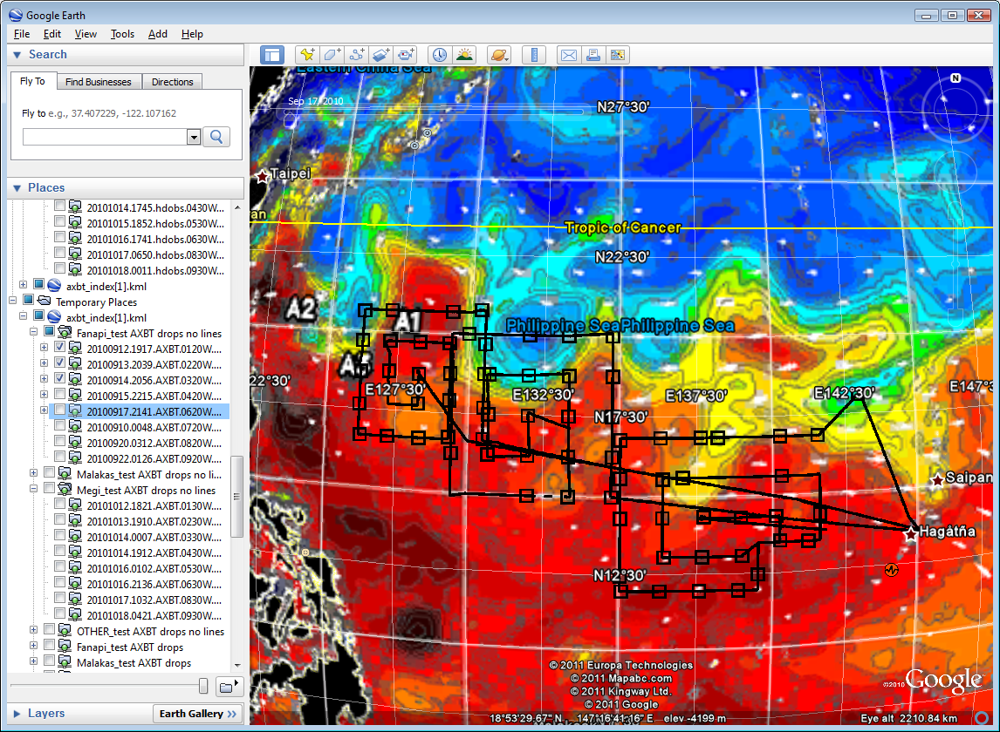 Google Earth
File Edit View Tools Add Help
Search
Fly To Find Businesses Directions
Fly to e.g., 37.407229, -122.107162
Places
20101014.1745.hdobs.0430W...
20101015.1852.hdobs.0530W...
20101016.1741.hdobs.0630W...
20101017.0650.hdobs.0830W...
20101018.0011.hdobs.0930W...
axbt_index[1].kml
Temporary Places
axbt_index[1].kml
Fanapi_test AXBT drops no lines
20100912.1917.AXBT.0120W....
20100913.2039.AXBT.0220W....
20100914.2056.AXBT.0320W....
20100915.2215.AXBT.0420W....
20100917.2141.AXBT.0620W....
20100910.0048.AXBT.0720W....
20100920.0312.AXBT.0820W....
20100922.0126.AXBT.0920W....
Malakas_test AXBT drops no li...
Megi_test AXBT drops no lines
20101012.1821.AXBT.0130W....
20101013.1910.AXBT.0230W....
20101014.0007.AXBT.0330W....
20101014.1912.AXBT.0430W....
20101016.0102.AXBT.0530W....
20101016.2136.AXBT.0630W....
20101017.1032.AXBT.0830W....
20101018.0421.AXBT.0930W....
OTHER_test AXBT drops no lines
Fanapi_test AXBT drops
Malakas_test AXBT drops
Layers
Earth Gallery »
Eastern China Sea
Sep 17, 2010
N27°30'
N
Taipei
an
Tropic of Cancer
N22°30'
A2
A1
Philippine Sea Philippine Sea
22°30'
E127°30'
E132°30'
E137°30'
E142°30'
E147°3
N17°30'
Saipan
Hagåtña
N12°30'
© 2011 Europa Technologies
© 2011 Mapabc.com
© 2011 Kingway Ltd.
© 2011 Google
©2010 Google
18°53'29.67" N 147°16'41.16" E elev -4199 m
Eye alt 2210.84 km